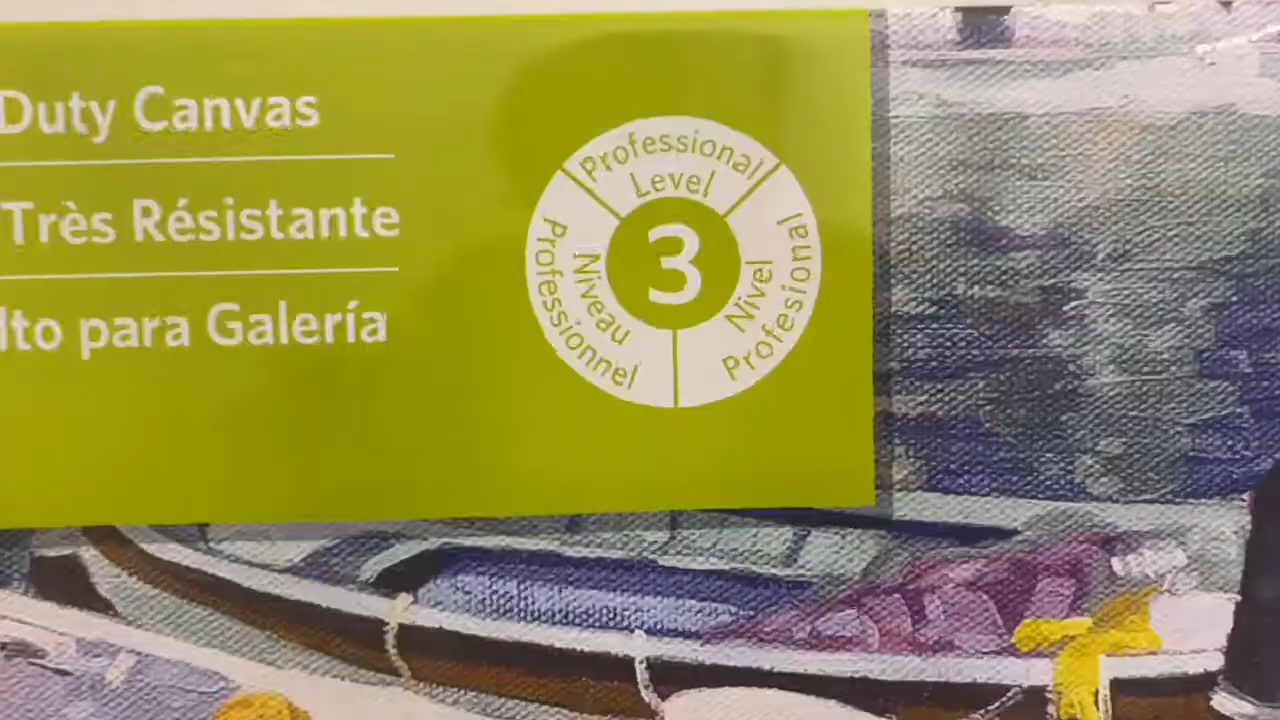 Duty Canvas
Très Résistante
lto para Galería
Professional
Level
3
Niveau
Professionnel
Nivel
Profesional